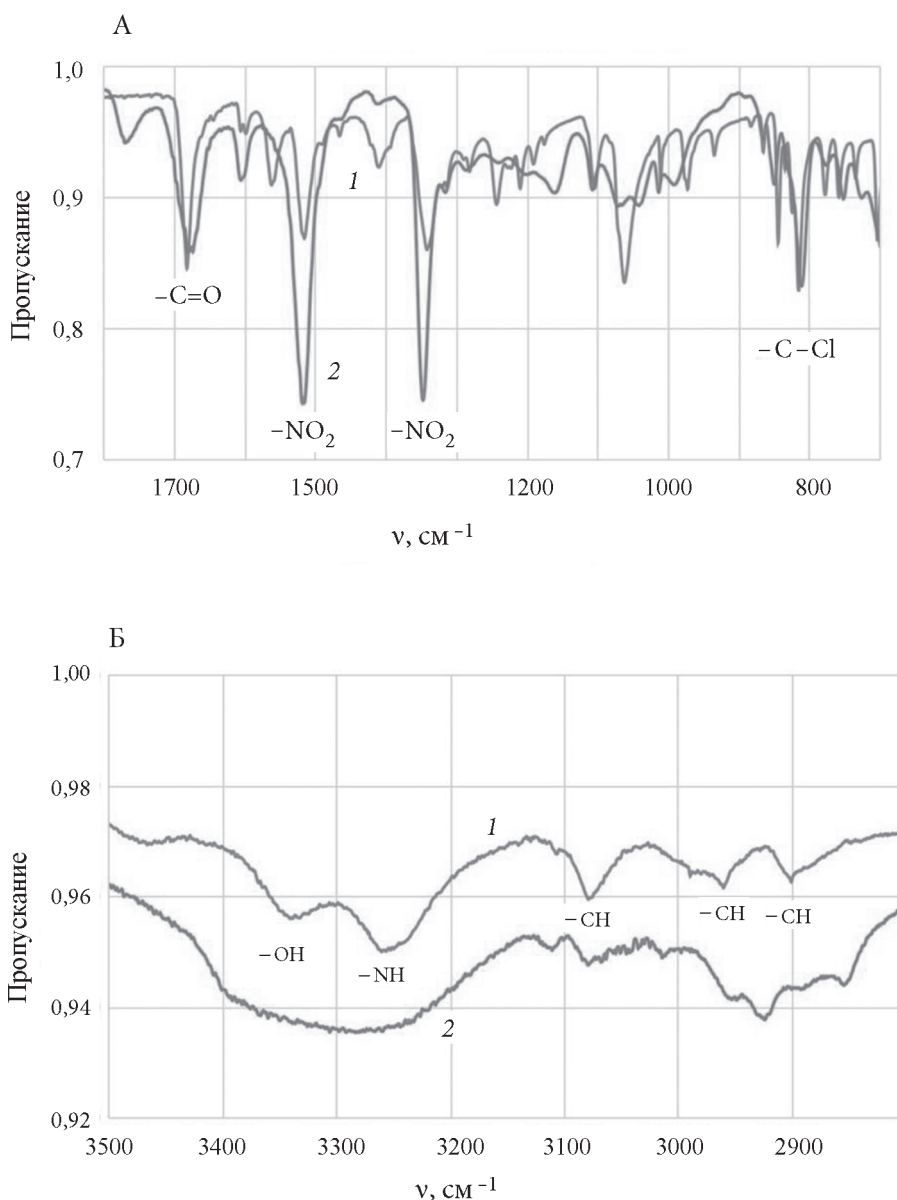 А
Пропускание
1,0
0,9
0,8
0,7
1
2
–C=O
–NO2
–NO2
–C–Cl
1700 1500 1200 1000 800
ν, см –1
Б
Пропускание
1,00
0,98
0,96
0,94
0,92
1
–OH
–NH
–CH
–CH
–CH
2
3500 3400 3300 3200 3100 3000 2900
ν, см –1